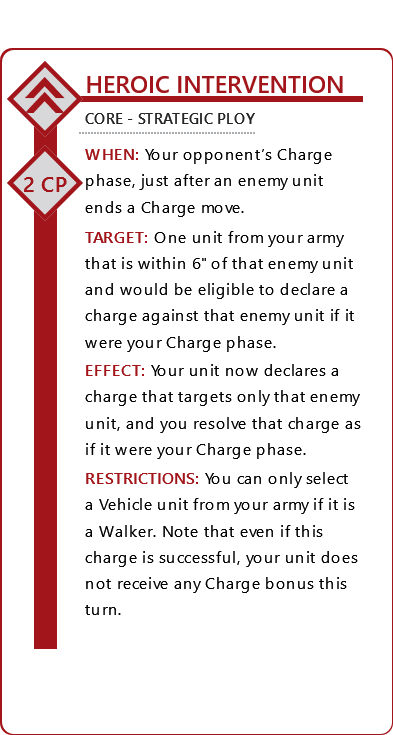 HEROIC INTERVENTION
CORE - STRATEGIC PLOY
2 CP
WHEN: Your opponent's Charge
phase, just after an enemy unit
ends a Charge move.
TARGET: One unit from your army
that is within 6" of that enemy unit
and would be eligible to declare a
charge against that enemy unit if it
were your Charge phase.
EFFECT: Your unit now declares a
charge that targets only that enemy
unit, and you resolve that charge as
if it were your Charge phase.
RESTRICTIONS: You can only select
a Vehicle unit from your army if it is
a Walker. Note that even if this
charge is successful, your unit does
not receive any Charge bonus this
turn.